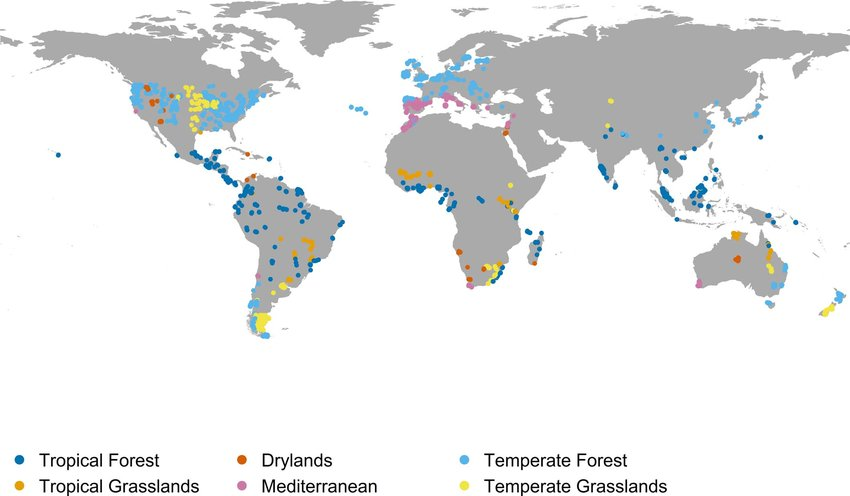 Tropical Forest Drylands Temperate Forest
Tropical Grasslands Mediterranean Temperate Grasslands